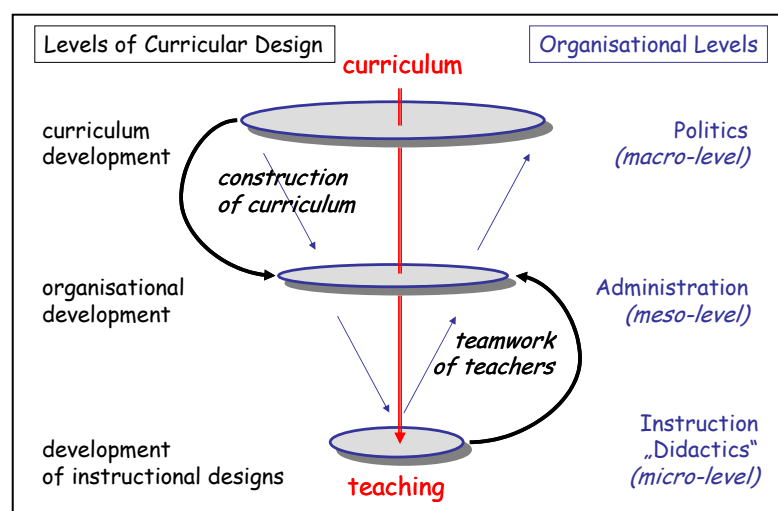 Levels of Curricular Design
Organisational Levels
curriculum
curriculum
development
Politics
(macro-level)
construction
of curriculum
organisational
development
Administration
(meso-level)
teamwork
of teachers
development
of instructional designs
Instruction
„Didactics“
(micro-level)
teaching